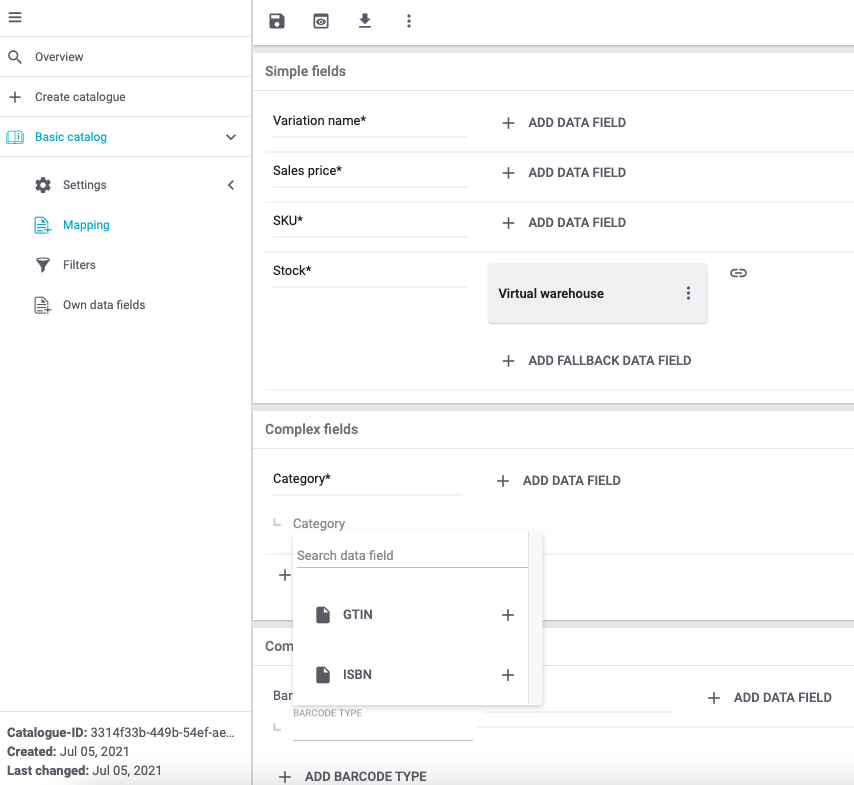 Overview
Create catalogue
Basic catalog
Settings
Mapping
Filters
Own data fields
Catalogue-ID: 3314f33b-449b-54ef-ae...
Created: Jul 05, 2021
Last changed: Jul 05, 2021
Simple fields
Variation name*
ADD DATA FIELD
Sales price*
ADD DATA FIELD
SKU*
ADD DATA FIELD
Stock*
Virtual warehouse
ADD FALLBACK DATA FIELD
Complex fields
Category*
ADD DATA FIELD
Category
Search data field
GTIN
ISBN
Com
Bar
ADD DATA FIELD
BARCODE TYPE
ADD BARCODE TYPE